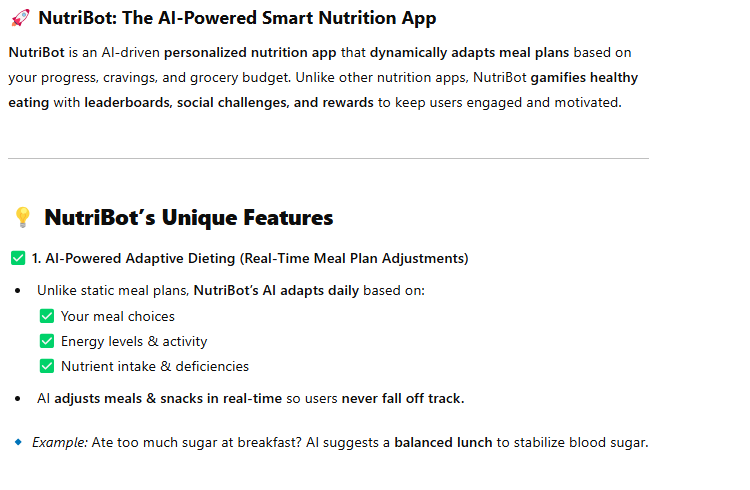 🚀 NutriBot: The AI-Powered Smart Nutrition App
NutriBot is an AI-driven personalized nutrition app that dynamically adapts meal plans based on
your progress, cravings, and grocery budget. Unlike other nutrition apps, NutriBot gamifies healthy
eating with leaderboards, social challenges, and rewards to keep users engaged and motivated.
💡 NutriBot’s Unique Features
✅ 1. AI-Powered Adaptive Dieting (Real-Time Meal Plan Adjustments)
• Unlike static meal plans, NutriBot’s AI adapts daily based on:
✅ Your meal choices
✅ Energy levels & activity
✅ Nutrient intake & deficiencies
• AI adjusts meals & snacks in real-time so users never fall off track.
🔹 Example: Ate too much sugar at breakfast? AI suggests a balanced lunch to stabilize blood sugar.